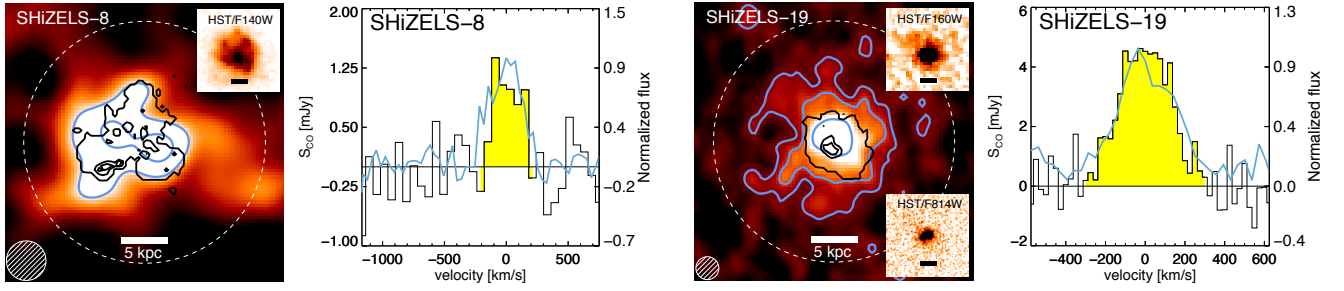 SHiZELS-8
HST/F140W
5 kpc
SHiZELS-8
2.00
1.25
0.50
-0.25
-1.00
S_CO [mJy]
1.5
0.9
0.4
-0.2
-0.7
Normalized flux
-1000 -500 0 500
velocity [km/s]
SHiZELS-19
HST/F160W
HST/F814W
5 kpc
SHiZELS-19
6
4
2
0
-2
S_CO [mJy]
1.3
0.9
0.4
0.0
-0.4
Normalized flux
-400 -200 0 200 400 600
velocity [km/s]